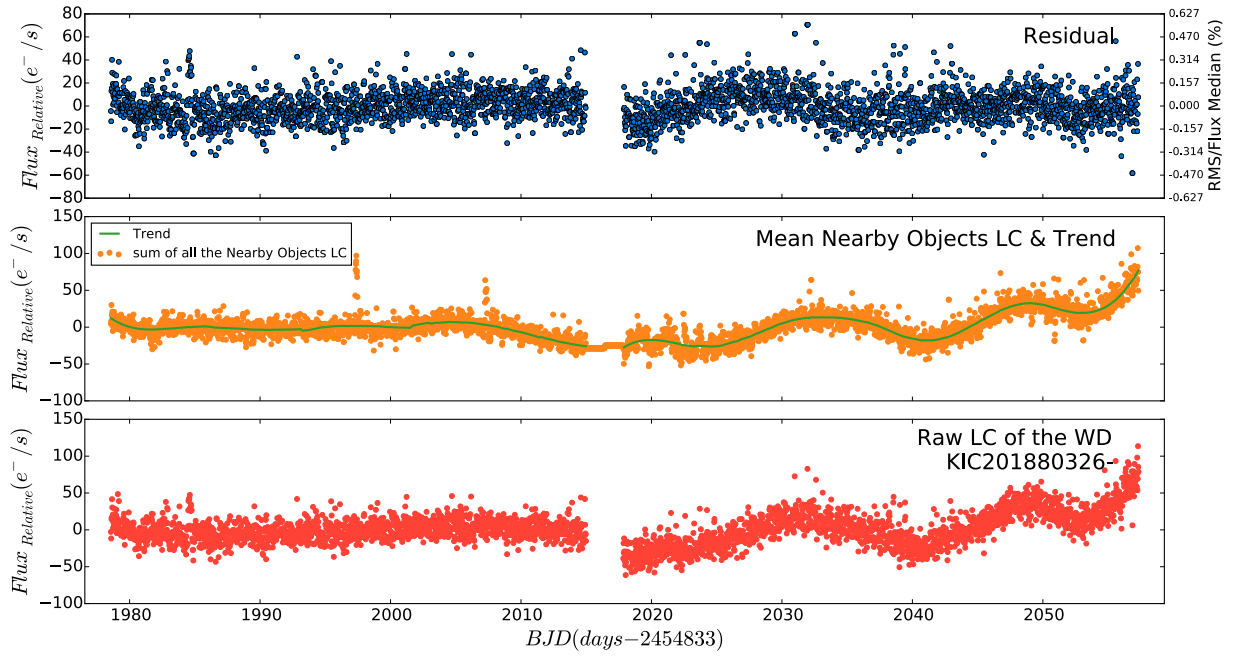 Flux Relative(e⁻/s)
80
60
40
20
0
−20
−40
−60
−80
Residual
0.627
0.470
0.314
0.157
0.000
-0.157
-0.314
-0.470
-0.627
RMS/Flux Median (%)
Flux Relative(e⁻/s)
150
100
50
0
−50
−100
Trend
sum of all the Nearby Objects LC
Mean Nearby Objects LC & Trend
Flux Relative(e⁻/s)
150
100
50
0
−50
−100
Raw LC of the WD
KIC201880326-
1980 1990 2000 2010 2020 2030 2040 2050
BJD(days−2454833)